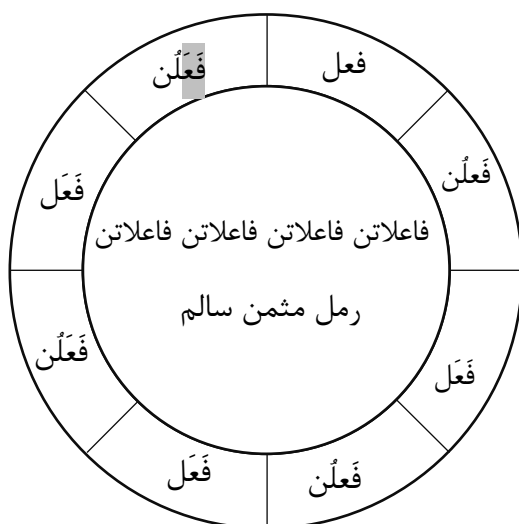 فعل
فَعَلُن
فَعلُن
فَعَل
فاعلاتن فاعلاتن فاعلاتن فاعلاتن
رمل مثمن سالم
فَعَل
فَعَلُن
فَعلُن
فَعَل